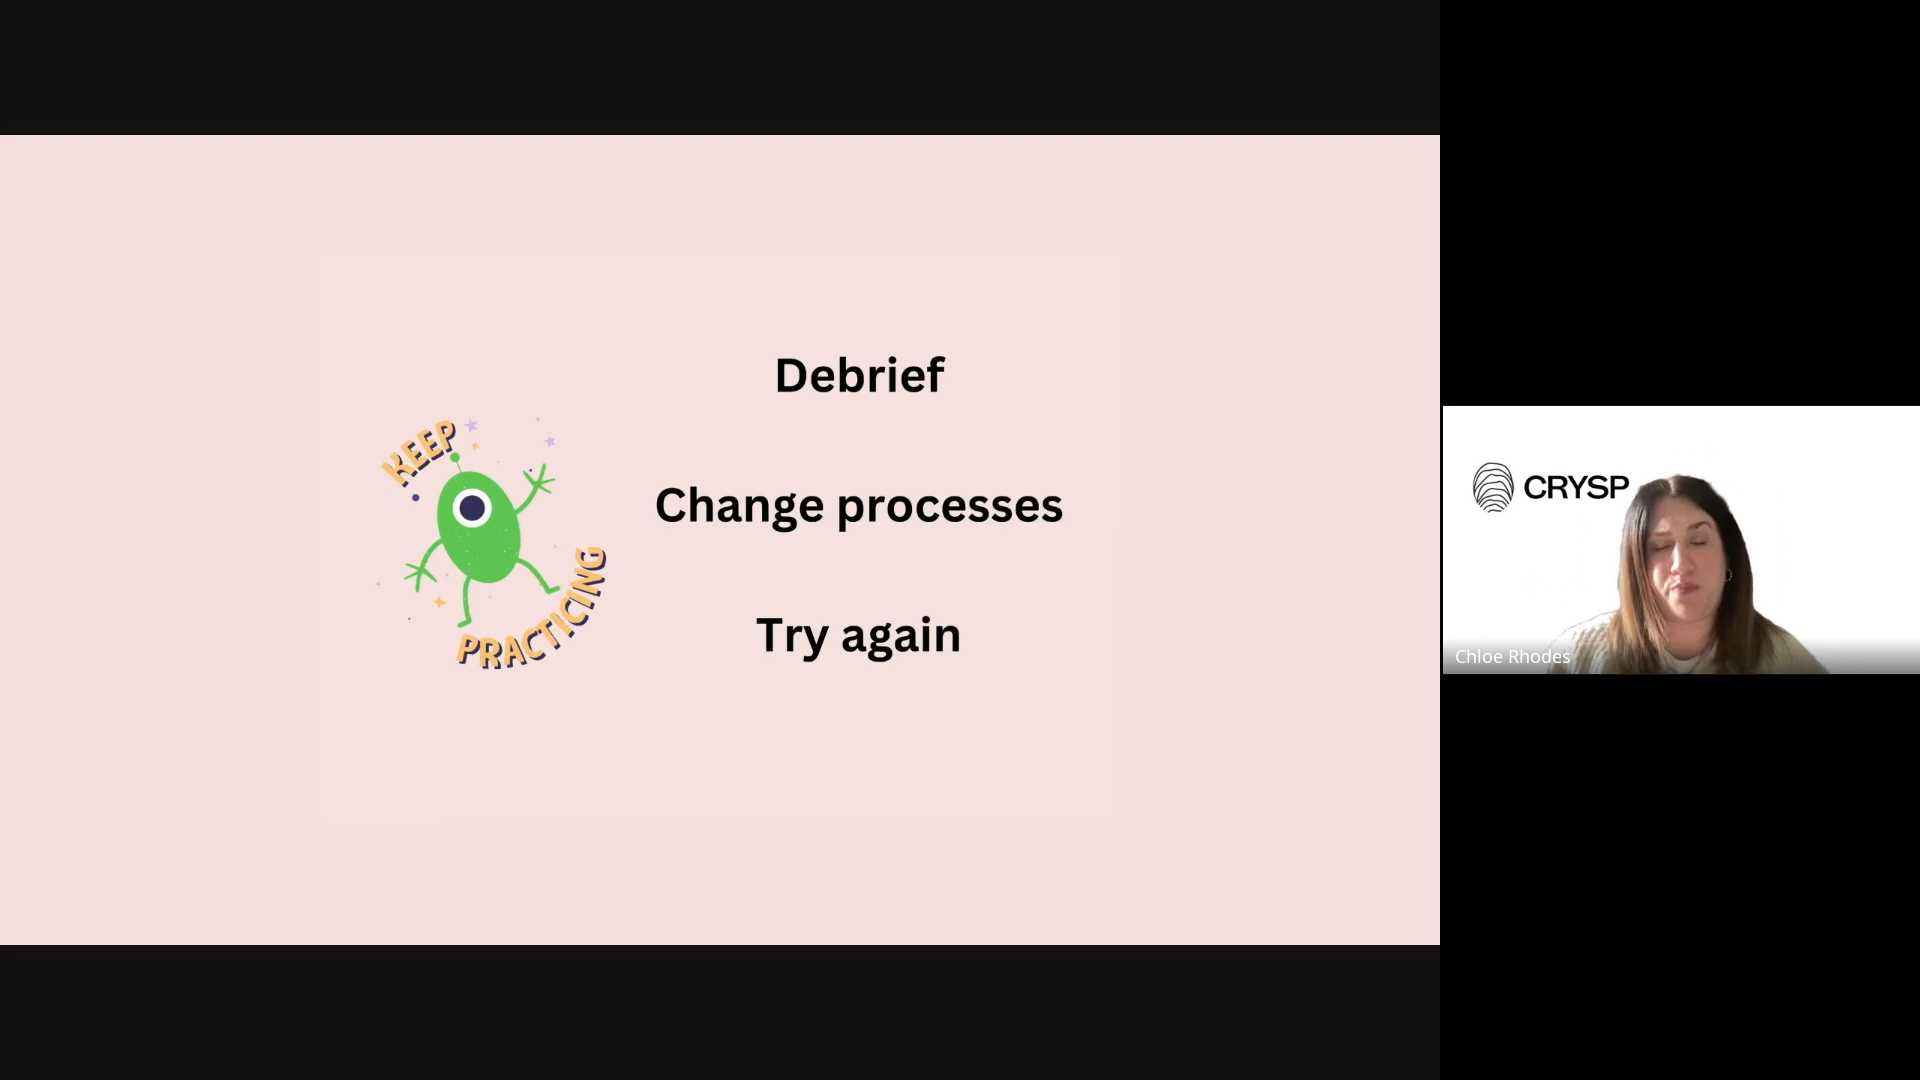 KEEP
PRACTICING
Debrief
Change processes
Try again
CRYSP
Chloe Rhodes